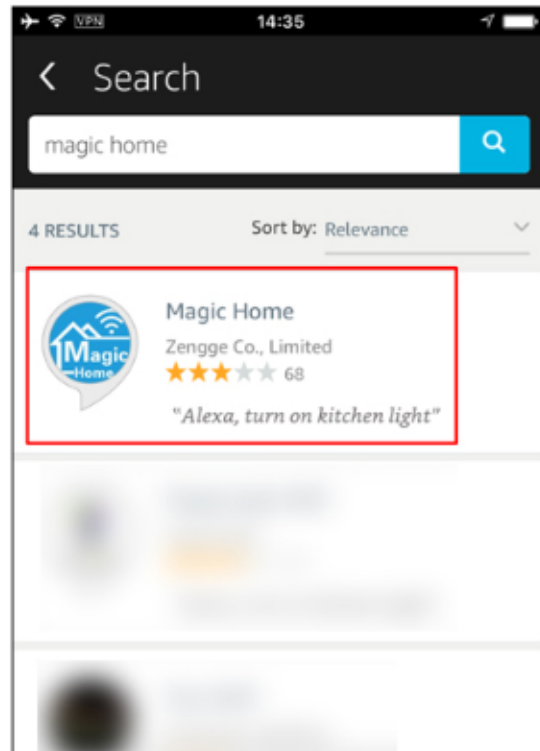 VPN 14:35
Search
magic home
4 RESULTS Sort by: Relevance
Magic Home
Zengge Co., Limited
68
"Alexa, turn on kitchen light"
Magic
Home